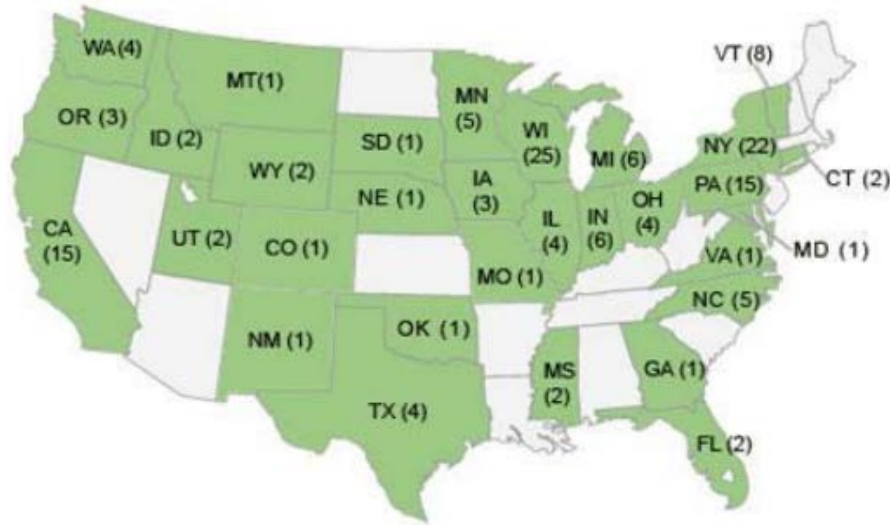 WA (4)
VT (8)
MT(1)
MN
(5)
OR (3)
ID (2)
SD (1)
WI
(25)
MI (6)
NY (22)
WY (2)
IA
(3)
PA (15)
CT (2)
NE (1)
OH
(4)
CA
(15)
UT (2)
CO (1)
IL
(4)
IN
(6)
MD (1)
VA (1)
MO (1)
NC (5)
NM (1)
OK (1)
MS
(2)
GA (1)
TX (4)
FL (2)